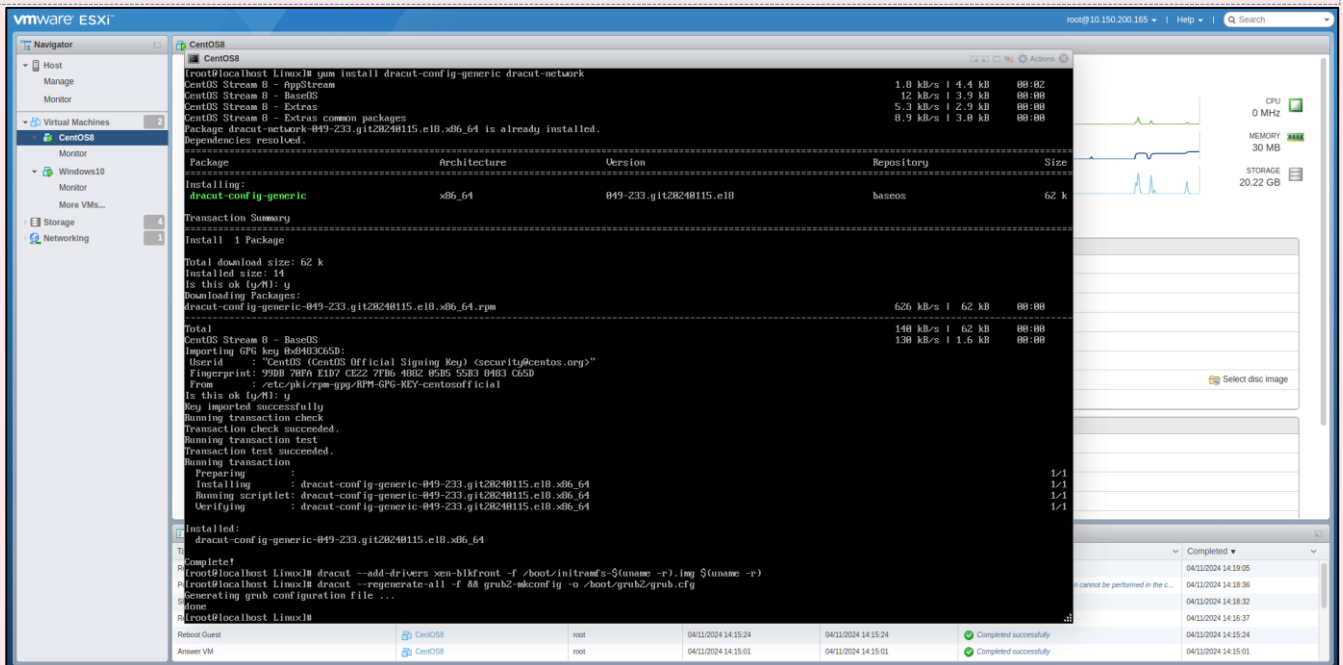 vmware ESXi
root@10.150.200.165 | Help | Search
Navigator
Host
Manage
Monitor
Virtual Machines 2
CentOS8
Monitor
Windows10
Monitor
More VMs...
Storage 4
Networking 1
CentOS8
CentOS8 Actions
[root@localhost Linux]# yum install dracut-config-generic dracut-network
CentOS Stream 8 - AppStream 1.8 kB/s | 4.4 kB 00:02
CentOS Stream 8 - BaseOS 12 kB/s | 3.9 kB 00:00
CentOS Stream 8 - Extras 5.3 kB/s | 2.9 kB 00:00
CentOS Stream 8 - Extras common packages 8.9 kB/s | 3.0 kB 00:00
Package dracut-network-049-233.git20240115.el8.x86_64 is already installed.
Dependencies resolved.
Package Architecture Version Repository Size
Installing:
dracut-config-generic x86_64 049-233.git20240115.el8 baseos 62 k
Transaction Summary
Install 1 Package
Total download size: 62 k
Installed size: 14
Is this ok [y/N]: y
Downloading Packages:
dracut-config-generic-049-233.git20240115.el8.x86_64.rpm 626 kB/s | 62 kB 00:00
Total 140 kB/s | 62 kB 00:00
CentOS Stream 8 - BaseOS 130 kB/s | 1.6 kB 00:00
Importing GPG key 0x8483C65D:
Userid : "CentOS (CentOS Official Signing Key) <security@centos.org>"
Fingerprint: 99DB 70FA E1D7 CE22 7FB6 4882 05B5 55B3 8483 C65D
From : /etc/pki/rpm-gpg/RPM-GPG-KEY-centosofficial
Is this ok [y/N]: y
Key imported successfully
Running transaction check
Transaction check succeeded.
Running transaction test
Transaction test succeeded.
Running transaction
Preparing : 1/1
Installing : dracut-config-generic-049-233.git20240115.el8.x86_64 1/1
Running scriptlet: dracut-config-generic-049-233.git20240115.el8.x86_64 1/1
Verifying : dracut-config-generic-049-233.git20240115.el8.x86_64 1/1
Installed:
dracut-config-generic-049-233.git20240115.el8.x86_64
Complete!
[root@localhost Linux]# dracut --add-drivers xen-blkfront -f /boot/initramfs-$(uname -r).img $(uname -r)
[root@localhost Linux]# dracut --regenerate-all -f && grub2-mkconfig -o /boot/grub2/grub.cfg
Generating grub configuration file ...
done
[root@localhost Linux]#
CPU
0 MHz
MEMORY
30 MB
STORAGE
20.22 GB
Select disc image
Completed
04/11/2024 14:19:05
n cannot be performed in the c... 04/11/2024 14:18:36
04/11/2024 14:18:32
04/11/2024 14:16:37
Reboot Guest CentOS8 root 04/11/2024 14:15:24 04/11/2024 14:15:24 Completed successfully 04/11/2024 14:15:24
Answer VM CentOS8 root 04/11/2024 14:15:01 04/11/2024 14:15:01 Completed successfully 04/11/2024 14:15:01